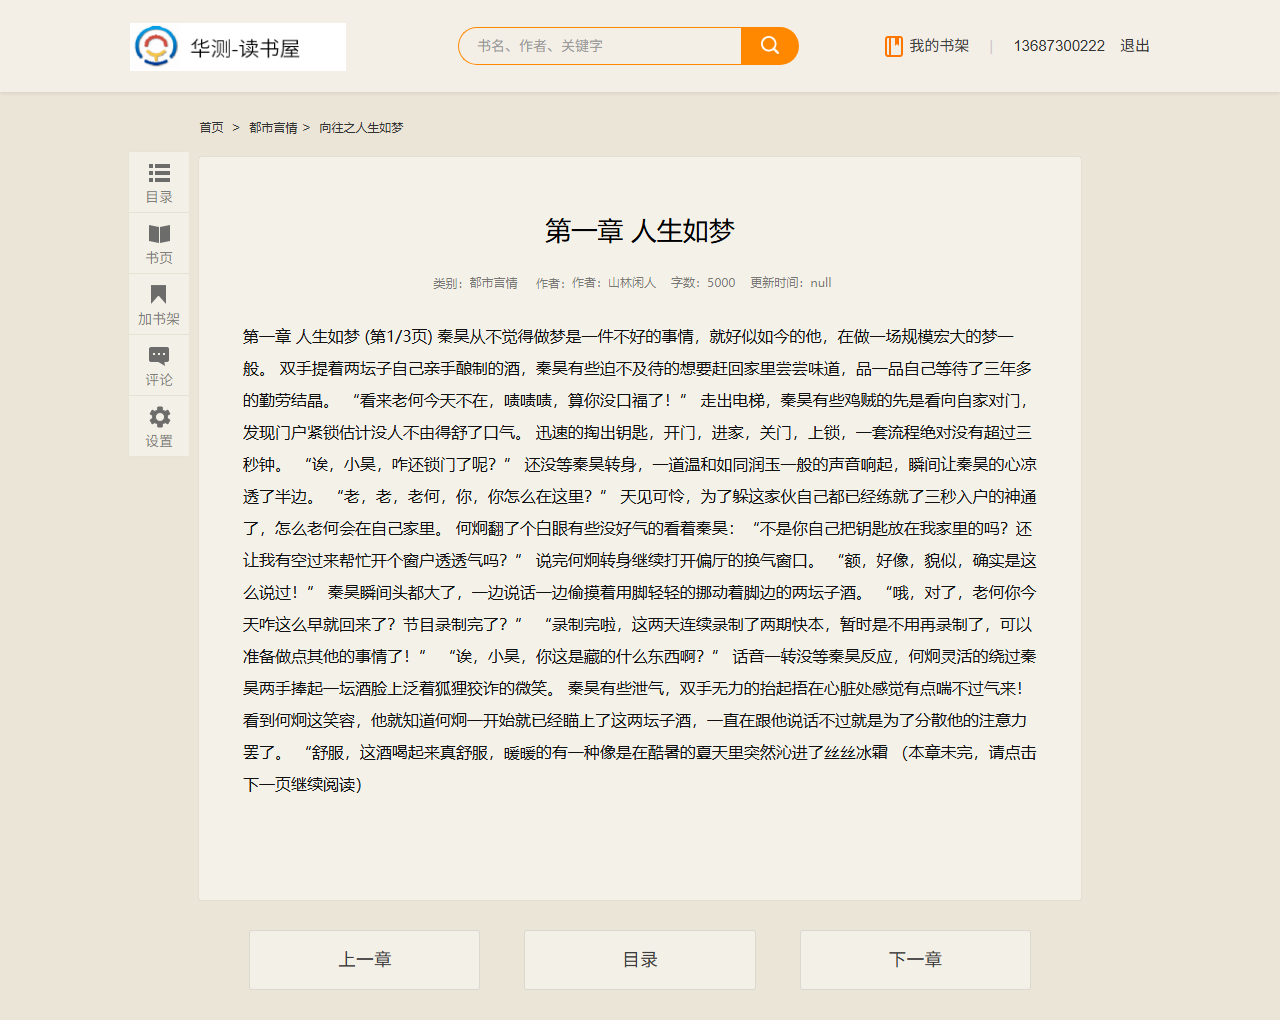 华测-读书屋
书名、作者、关键字
我的书架 | 13687300222 退出
首页 > 都市言情 > 向往之人生如梦
目录
书页
加书架
评论
设置
第一章 人生如梦
类别：都市言情 作者：作者：山林闲人 字数：5000 更新时间：null
第一章 人生如梦 (第1/3页) 秦昊从不觉得做梦是一件不好的事情，就好似如今的他，在做一场规模宏大的梦一
般。 双手提着两坛子自己亲手酿制的酒，秦昊有些迫不及待的想要赶回家里尝尝味道，品一品自己等待了三年多
的勤劳结晶。 “看来老何今天不在，啧啧啧，算你没口福了！“ 走出电梯，秦昊有些鸡贼的先是看向自家对门，
发现门户紧锁估计没人不由得舒了口气。 迅速的掏出钥匙，开门，进家，关门，上锁，一套流程绝对没有超过三
秒钟。 “诶，小昊，咋还锁门了呢？” 还没等秦昊转身，一道温和如同润玉一般的声音响起，瞬间让秦昊的心凉
透了半边。 “老，老，老何，你，你怎么在这里？” 天见可怜，为了躲这家伙自己都已经练就了三秒入户的神通
了，怎么老何会在自己家里。 何炯翻了个白眼有些没好气的看着秦昊：“不是你自己把钥匙放在我家里的吗？还
让我有空过来帮忙开个窗户透透气吗？” 说完何炯转身继续打开偏厅的换气窗口。 “额，好像，貌似，确实是这
么说过！” 秦昊瞬间头都大了，一边说话一边偷摸着用脚轻轻的挪动着脚边的两坛子酒。 “哦，对了，老何你今
天咋这么早就回来了？节目录制完了？” “录制完啦，这两天连续录制了两期快本，暂时是不用再录制了，可以
准备做点其他的事情了！” “诶，小昊，你这是藏的什么东西啊？” 话音一转没等秦昊反应，何炯灵活的绕过秦
昊两手捧起一坛酒脸上泛着狐狸狡诈的微笑。 秦昊有些泄气，双手无力的抬起捂在心脏处感觉有点喘不过气来！
看到何炯这笑容，他就知道何炯一开始就已经瞄上了这两坛子酒，一直在跟他说话不过就是为了分散他的注意力
罢了。 “舒服，这酒喝起来真舒服，暖暖的有一种像是在酷暑的夏天里突然沁进了丝丝冰霜 （本章未完，请点击
下一页继续阅读）
上一章 目录 下一章